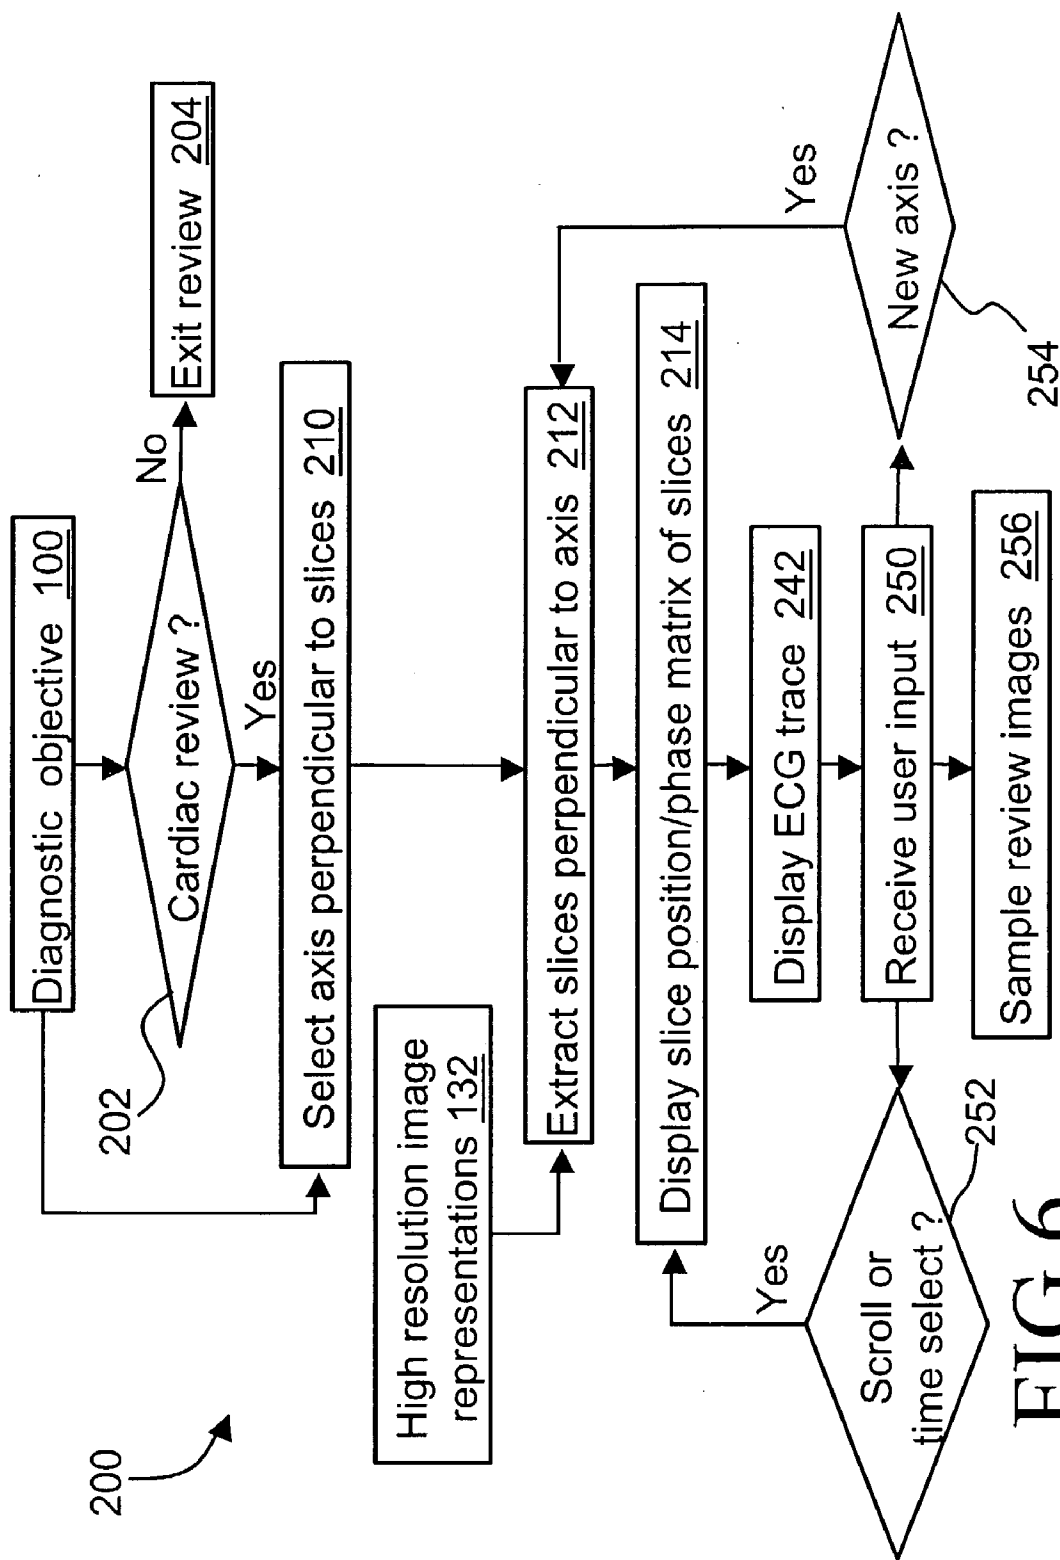 200
Diagnostic objective 100
Cardiac review ?
202
No
Exit review 204
Yes
Select axis perpendicular to slices 210
High resolution image
representations 132
Extract slices perpendicular to axis 212
Display slice position/phase matrix of slices 214
Display ECG trace 242
Yes
Yes
Scroll or
time select ?
252
Receive user input 250
New axis ?
254
Sample review images 256
FIG 6